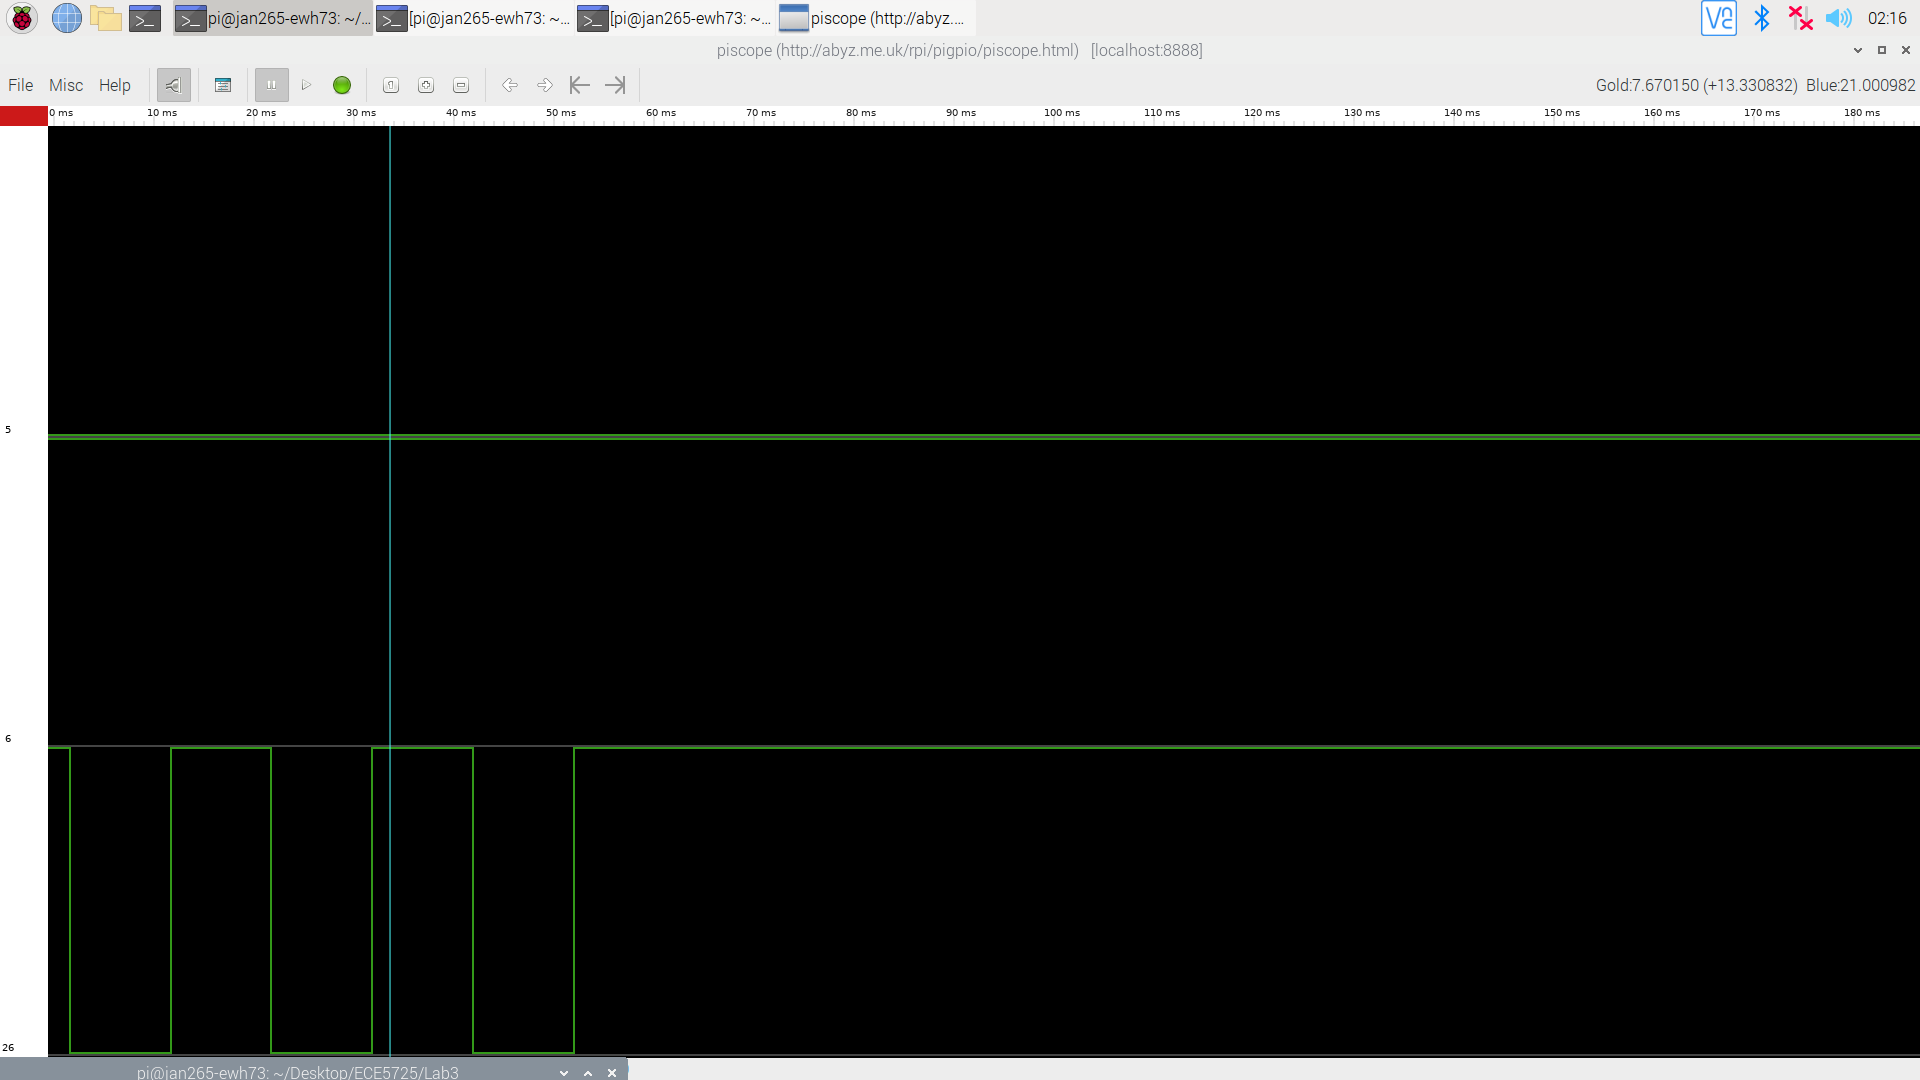 pi@jan265-ewh73: ~/... [pi@jan265-ewh73: ~... [pi@jan265-ewh73: ~... piscope (http://abyz.... 02:16
piscope (http://abyz.me.uk/rpi/pigpio/piscope.html) [localhost:8888]
File Misc Help Gold:7.670150 (+13.330832) Blue:21.000982
0 ms 10 ms 20 ms 30 ms 40 ms 50 ms 60 ms 70 ms 80 ms 90 ms 100 ms 110 ms 120 ms 130 ms 140 ms 150 ms 160 ms 170 ms 180 ms
5
6
26
pi@jan265-ewh73: ~/Desktop/ECE5725/Lab3